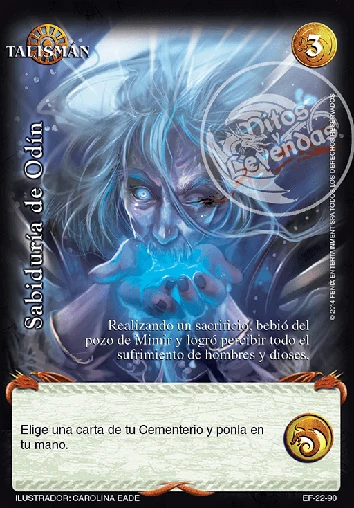 TALISMÁN
3
Mitos y Leyendas
Sabiduría de Odín
Realizando un sacrificio, bebió del
pozo de Mimir y logró percibir todo el
sufrimiento de hombres y dioses.
Elige una carta de tu Cementerio y ponla en
tu mano.
ILUSTRADOR: CAROLINA EADE
EF-22-90